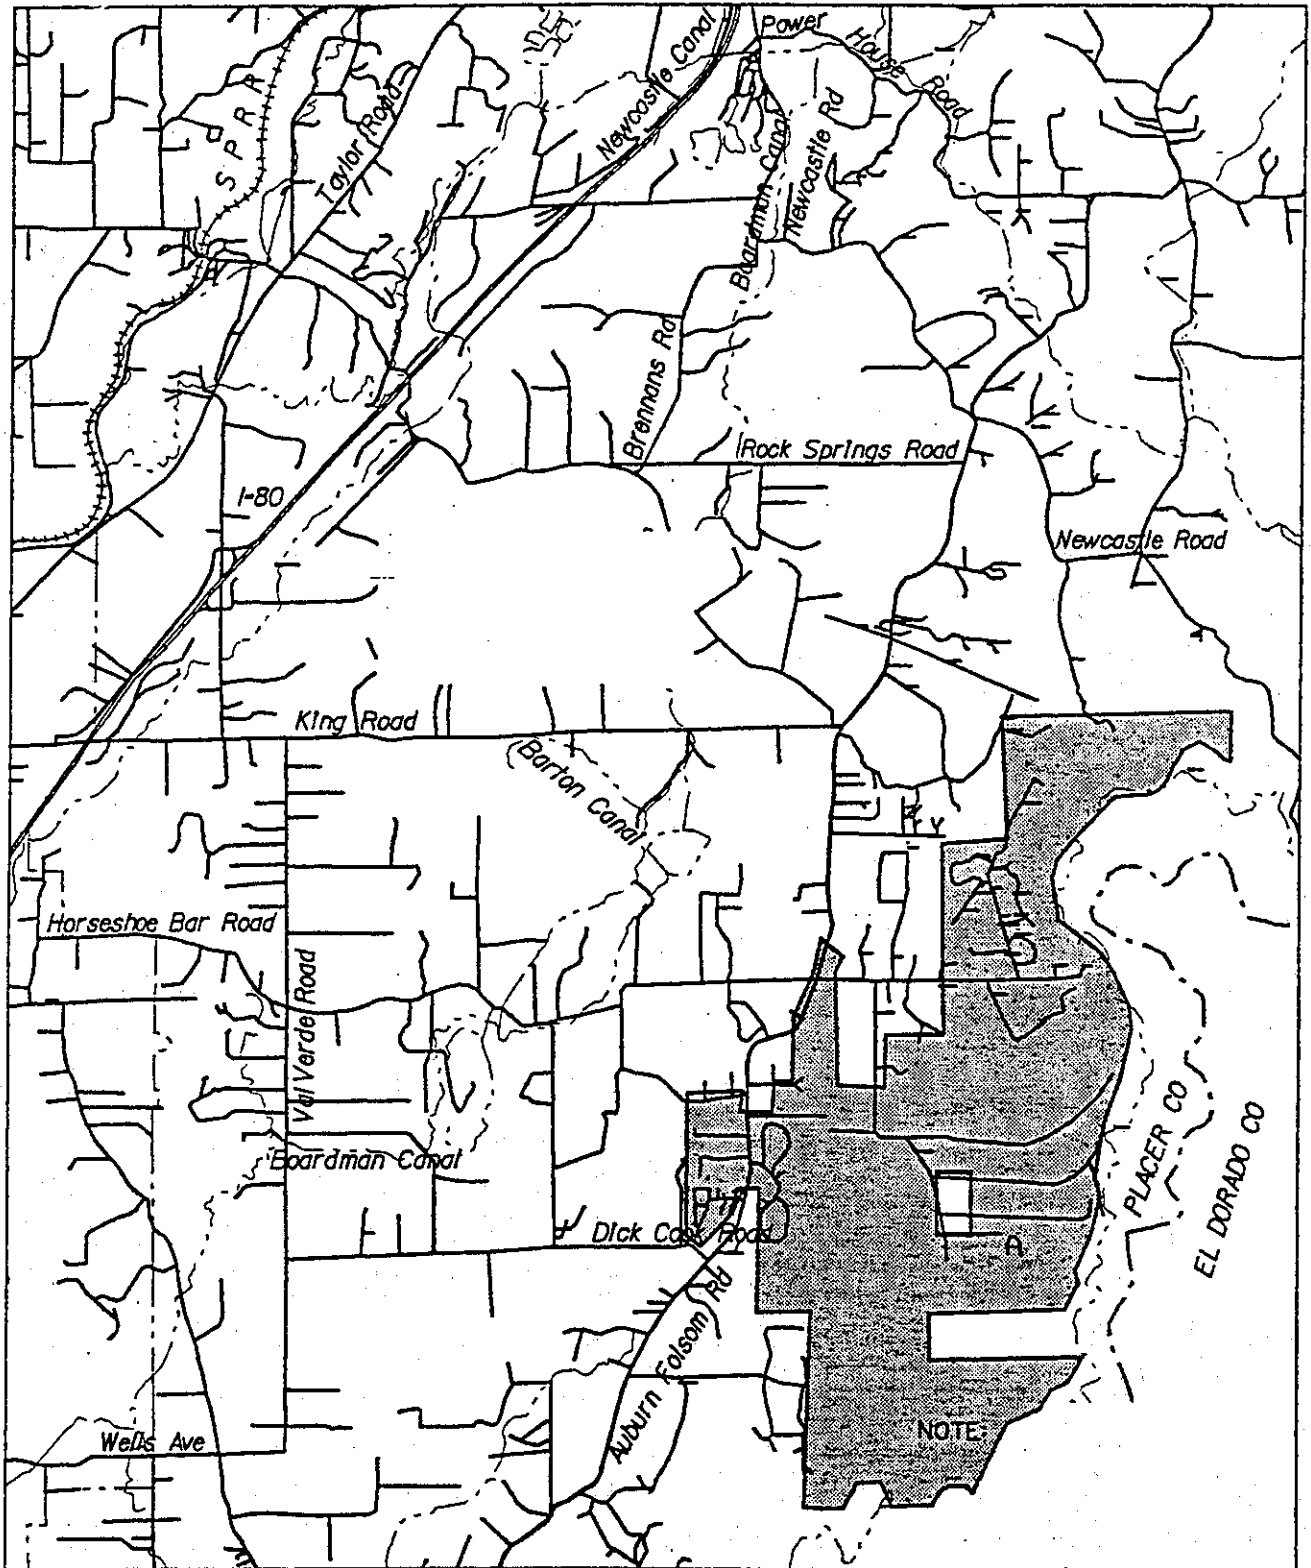 Power
House
Road
Newcastle Canal
S P R R
Taylor Road
Boardman Canal
Newcastle Rd
Brennans Rd
Rock Springs Road
I-80
Newcastle Road
King Road
Barton Canal
Horseshoe Bar Road
Val Verde Road
Boardman Canal
Dick Cook Road
PLACER CO
EL DORADO CO
A
Auburn Folsom Rd
NOTE:
Wells Ave